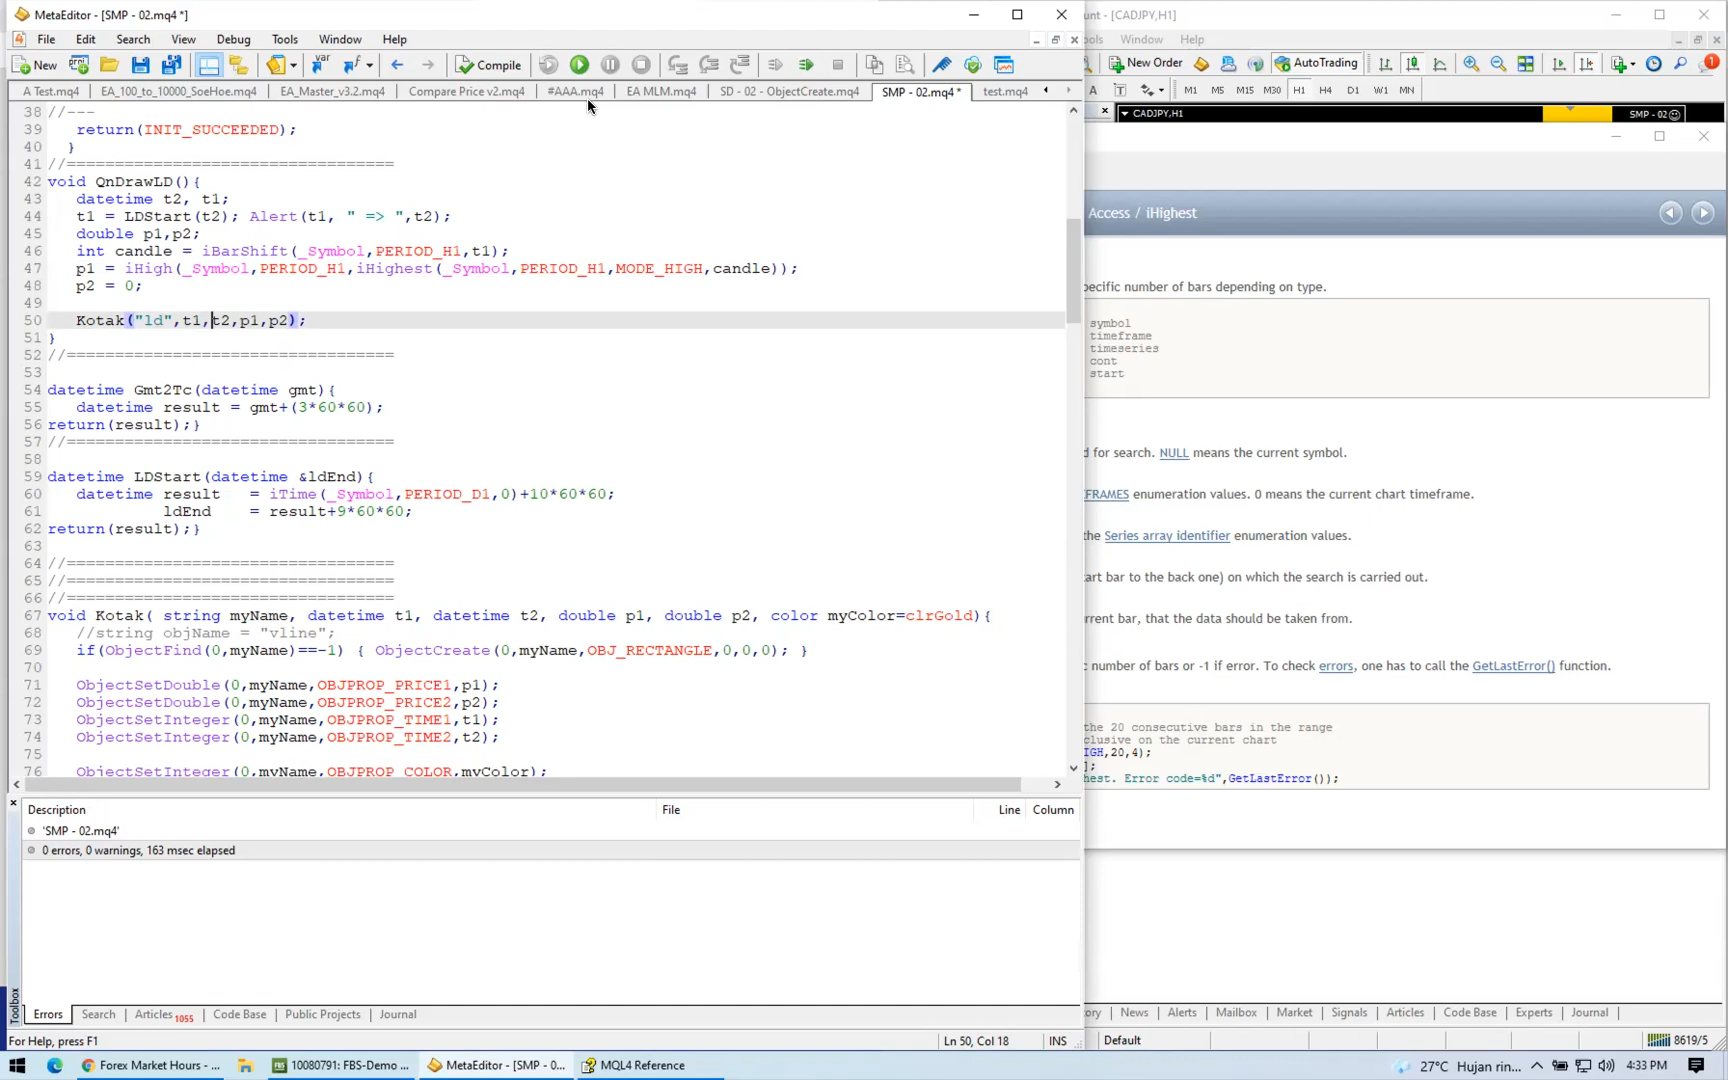 MetaEditor - [SMP - 02.mq4 *]
unt - [CADJPY,H1]
File Edit Search View Debug Tools Window Help
ols Window Help
New Compile
New Order AutoTrading
A Test.mq4 EA_100_to_10000_SoeHoe.mq4 EA_Master_v3.2.mq4 Compare Price v2.mq4 #AAA.mq4 EA MLM.mq4 SD - 02 - ObjectCreate.mq4 SMP - 02.mq4 * test.mq4
A T M1 M5 M15 M30 H1 H4 D1 W1 MN
CADJPY,H1 SMP - 02
38 //---
39 return(INIT_SUCCEEDED);
40 }
41 //==================================
42 void QnDrawLD(){
43 datetime t2, t1;
44 t1 = LDStart(t2); Alert(t1, " => ",t2);
45 double p1,p2;
46 int candle = iBarShift(_Symbol,PERIOD_H1,t1);
47 p1 = iHigh(_Symbol,PERIOD_H1,iHighest(_Symbol,PERIOD_H1,MODE_HIGH,candle));
48 p2 = 0;
49
50 Kotak("ld",t1,t2,p1,p2);
51 }
52 //==================================
53
54 datetime Gmt2Tc(datetime gmt){
55 datetime result = gmt+(3*60*60);
56 return(result);}
57 //==================================
58
59 datetime LDStart(datetime &ldEnd){
60 datetime result = iTime(_Symbol,PERIOD_D1,0)+10*60*60;
61 ldEnd = result+9*60*60;
62 return(result);}
63
64 //==================================
65 //==================================
66 //==================================
67 void Kotak( string myName, datetime t1, datetime t2, double p1, double p2, color myColor=clrGold){
68 //string objName = "vline";
69 if(ObjectFind(0,myName)==-1) { ObjectCreate(0,myName,OBJ_RECTANGLE,0,0,0); }
70
71 ObjectSetDouble(0,myName,OBJPROP_PRICE1,p1);
72 ObjectSetDouble(0,myName,OBJPROP_PRICE2,p2);
73 ObjectSetInteger(0,myName,OBJPROP_TIME1,t1);
74 ObjectSetInteger(0,myName,OBJPROP_TIME2,t2);
75
76 ObjectSetInteger(0,myName,OBJPROP_COLOR,myColor);
Access / iHighest
pecific number of bars depending on type.
symbol
timeframe
timeseries
cont
start
d for search. NULL means the current symbol.
FRAMES enumeration values. 0 means the current chart timeframe.
the Series array identifier enumeration values.
art bar to the back one) on which the search is carried out.
rrent bar, that the data should be taken from.
c number of bars or -1 if error. To check errors, one has to call the GetLastError() function.
the 20 consecutive bars in the range
clusive on the current chart
IGH,20,4);
];
hest. Error code=%d",GetLastError());
Description File Line Column
'SMP - 02.mq4'
0 errors, 0 warnings, 163 msec elapsed
Toolbox
Errors Search Articles 1055 Code Base Public Projects Journal
ory News Alerts Mailbox Market Signals Articles Code Base Experts Journal
For Help, press F1 Ln 50, Col 18 INS
Default 8619/5
Forex Market Hours - ... 10080791: FBS-Demo ... MetaEditor - [SMP - 0... MQL4 Reference
27°C Hujan rin... 4:33 PM